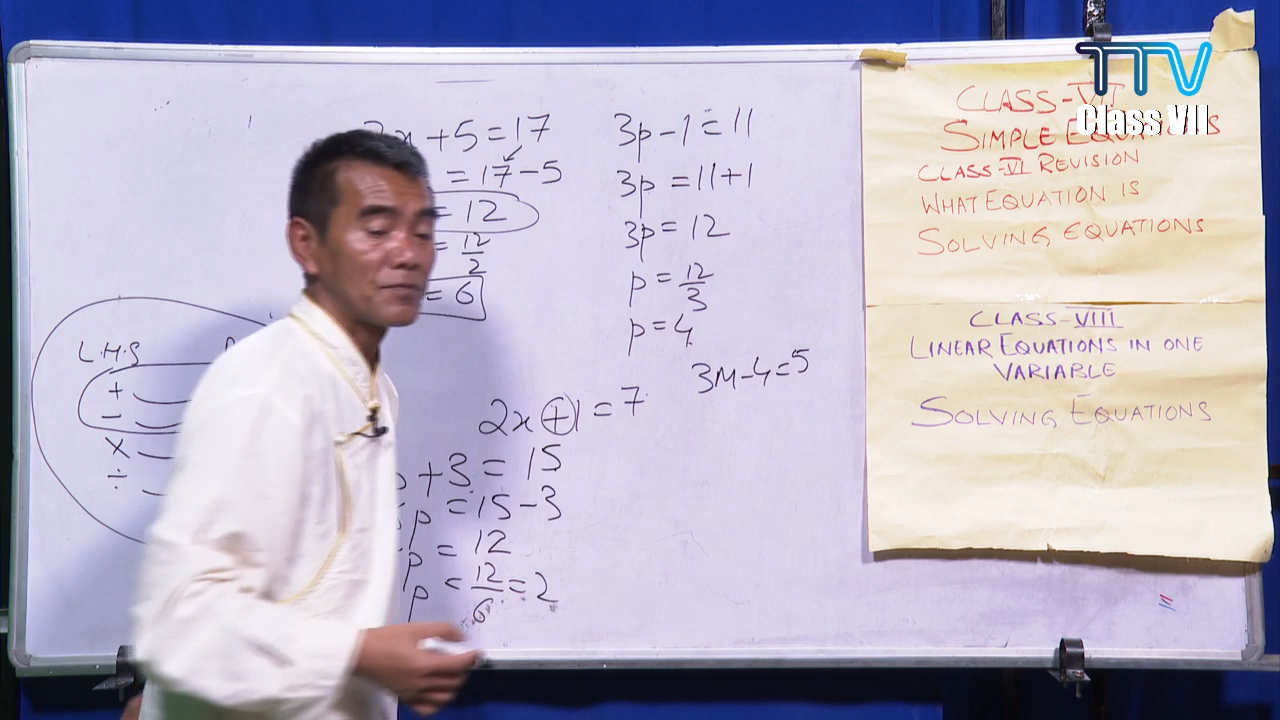 TTV
Class VII
CLASS-VII
SIMPLE EQUATIONS
CLASS-VI REVISION
WHAT EQUATION IS
SOLVING EQUATIONS
CLASS-VIII
LINEAR EQUATIONS IN ONE
VARIABLE
SOLVING EQUATIONS
x + 5 = 17
= 17 - 5
= 12
= 12/2
= 6
3p - 1 = 11
3p = 11 + 1
3p = 12
p = 12/3
p = 4
3M - 4 = 5
L.H.S
+
-
×
÷
2x + 1 = 7
+ 3 = 15
p = 15 - 3
p = 12
p = 12/6 = 2